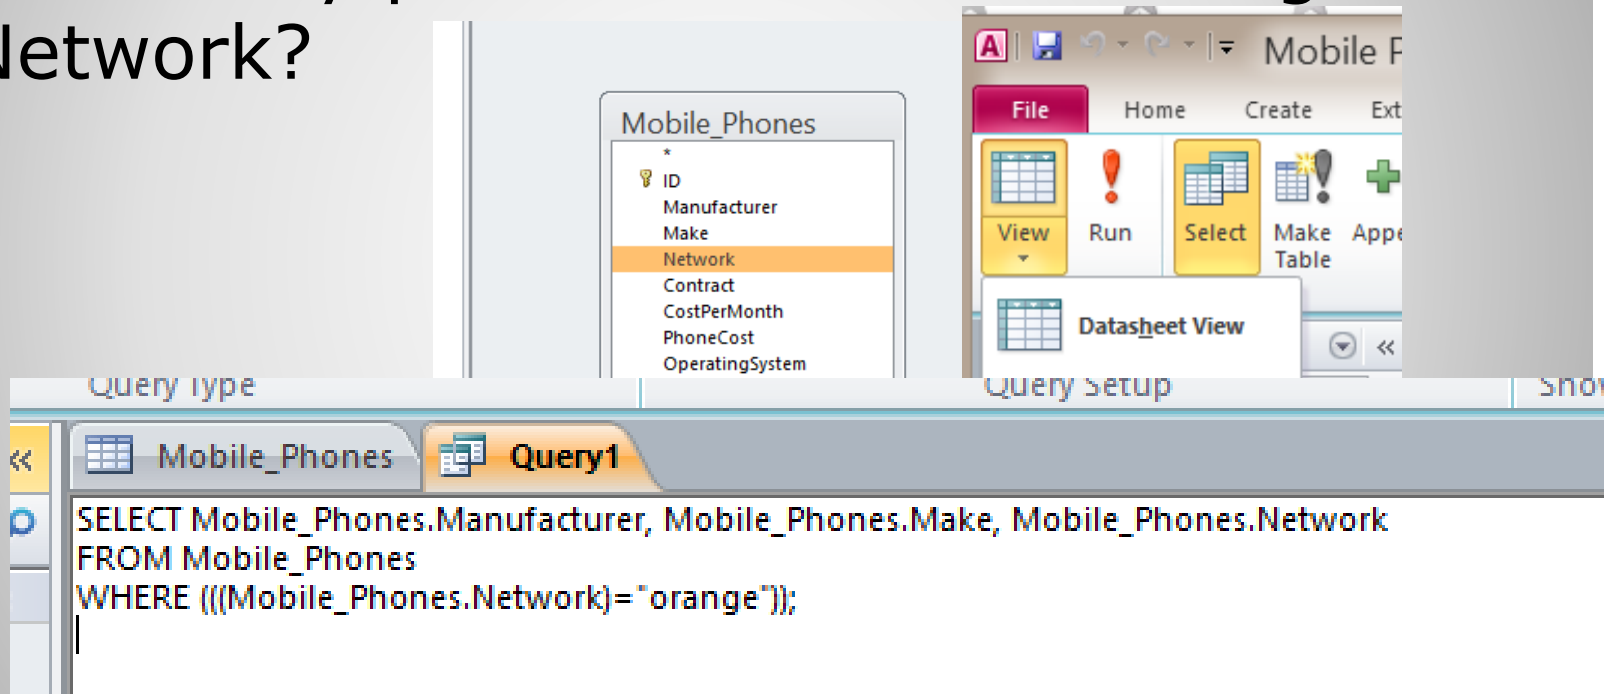 Network?
Mobile_Phones
*
ID
Manufacturer
Make
Network
Contract
CostPerMonth
PhoneCost
OperatingSystem
A
Mobile
File Home Create
View Run Select Make Table
Datasheet View
Query Type Query Setup
Mobile_Phones Query1
SELECT Mobile_Phones.Manufacturer, Mobile_Phones.Make, Mobile_Phones.Network
FROM Mobile_Phones
WHERE (((Mobile_Phones.Network)="orange"));